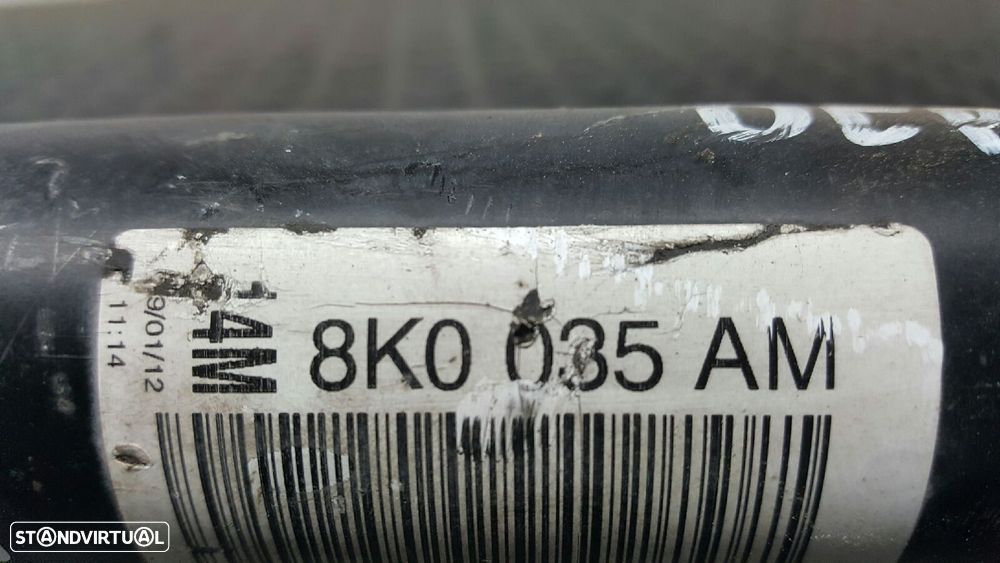 8K0 035 AM
4M
9/01/12
11:14
STANDVIRTUAL